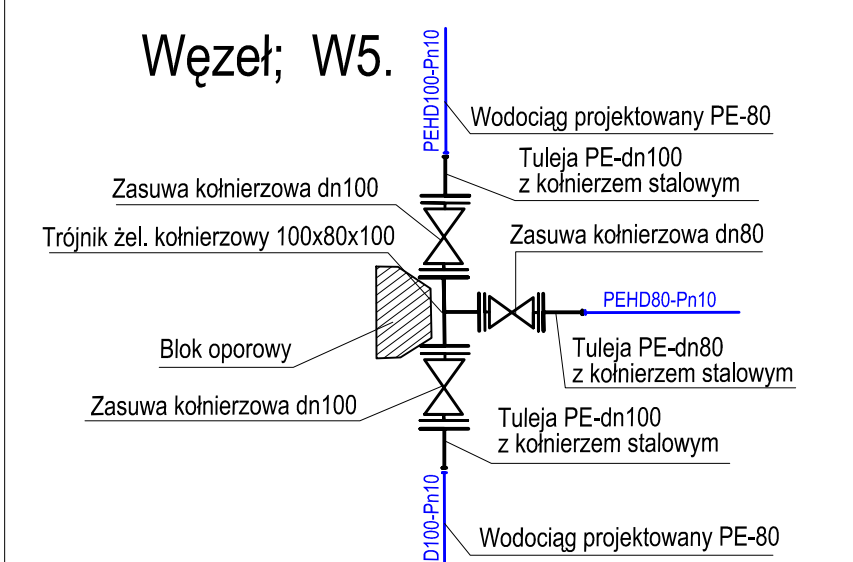 Węzeł; W5.
PEHD100-Pn10
Wodociąg projektowany PE-80
Tuleja PE-dn100
z kołnierzem stalowym
Zasuwa kołnierzowa dn100
Trójnik żel. kołnierzowy 100x80x100
Zasuwa kołnierzowa dn80
PEHD80-Pn10
Blok oporowy
Tuleja PE-dn80
z kołnierzem stalowym
Zasuwa kołnierzowa dn100
Tuleja PE-dn100
z kołnierzem stalowym
D100-Pn10
Wodociąg projektowany PE-80